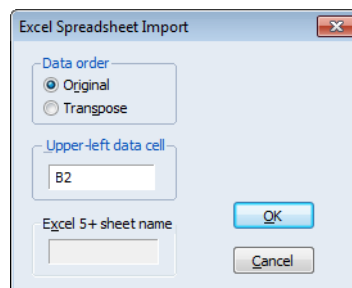 Excel Spreadsheet Import
Data order
Original
Transpose
Upper-left data cell
B2
Excel 5+ sheet name
OK
Cancel